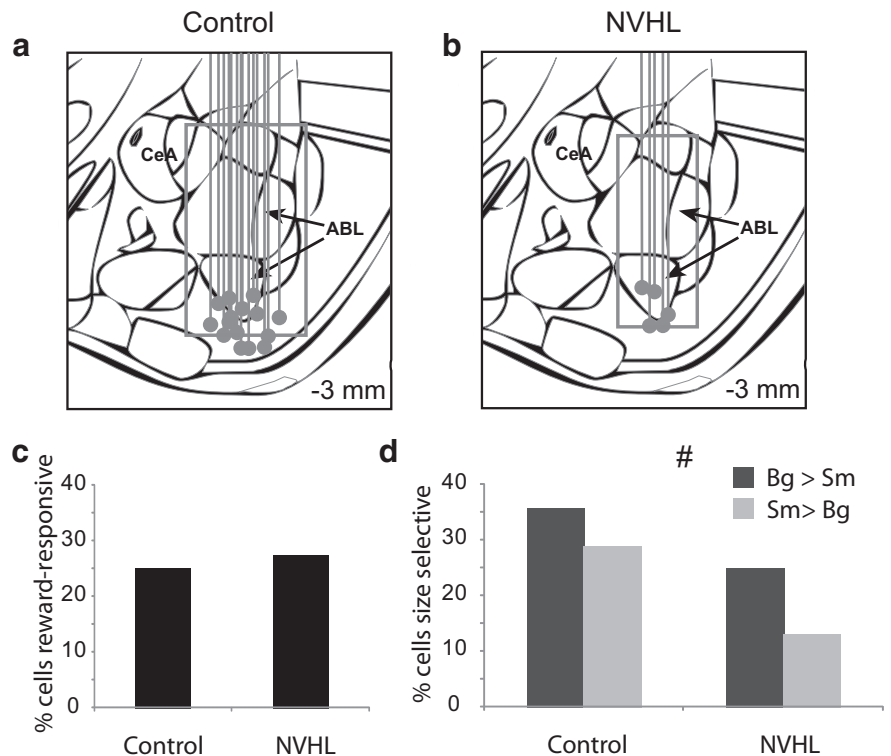 Control
NVHL
a
b
CeA
ABL
-3 mm
CeA
ABL
-3 mm
c
% cells reward-responsive
40
30
20
10
0
Control
NVHL
d
#
% cells size selective
40
30
20
10
0
Bg > Sm
Sm> Bg
Control
NVHL